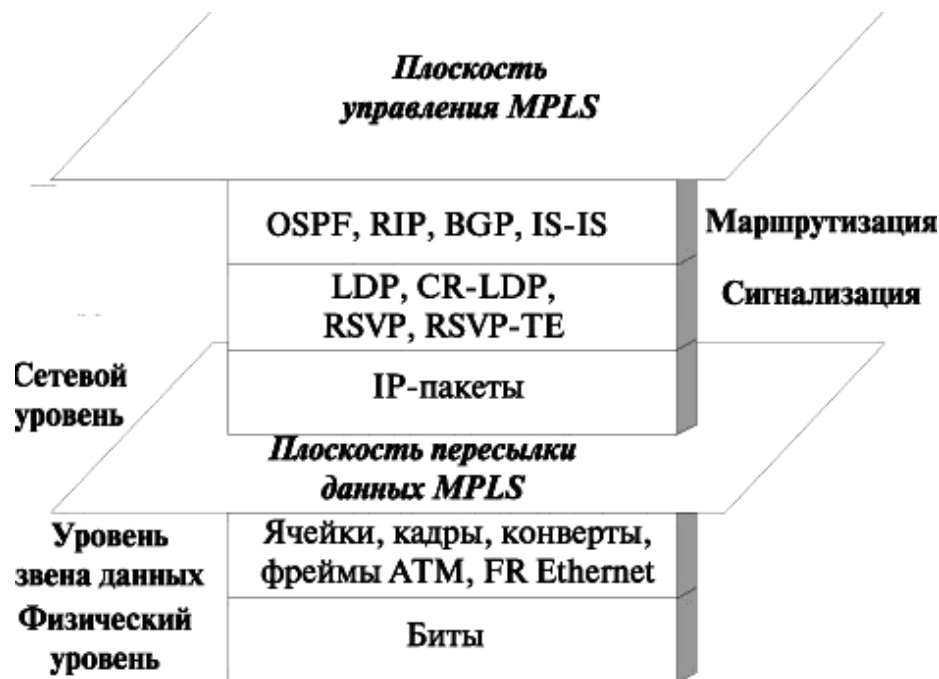 Плоскость
управления MPLS
OSPF, RIP, BGP, IS-IS
Маршрутизация
LDP, CR-LDP,
RSVP, RSVP-TE
Сигнализация
Сетевой
уровень
IP-пакеты
Плоскость пересылки
данных MPLS
Уровень
звена данных
Ячейки, кадры, конверты,
фреймы ATM, FR Ethernet
Физический
уровень
Биты